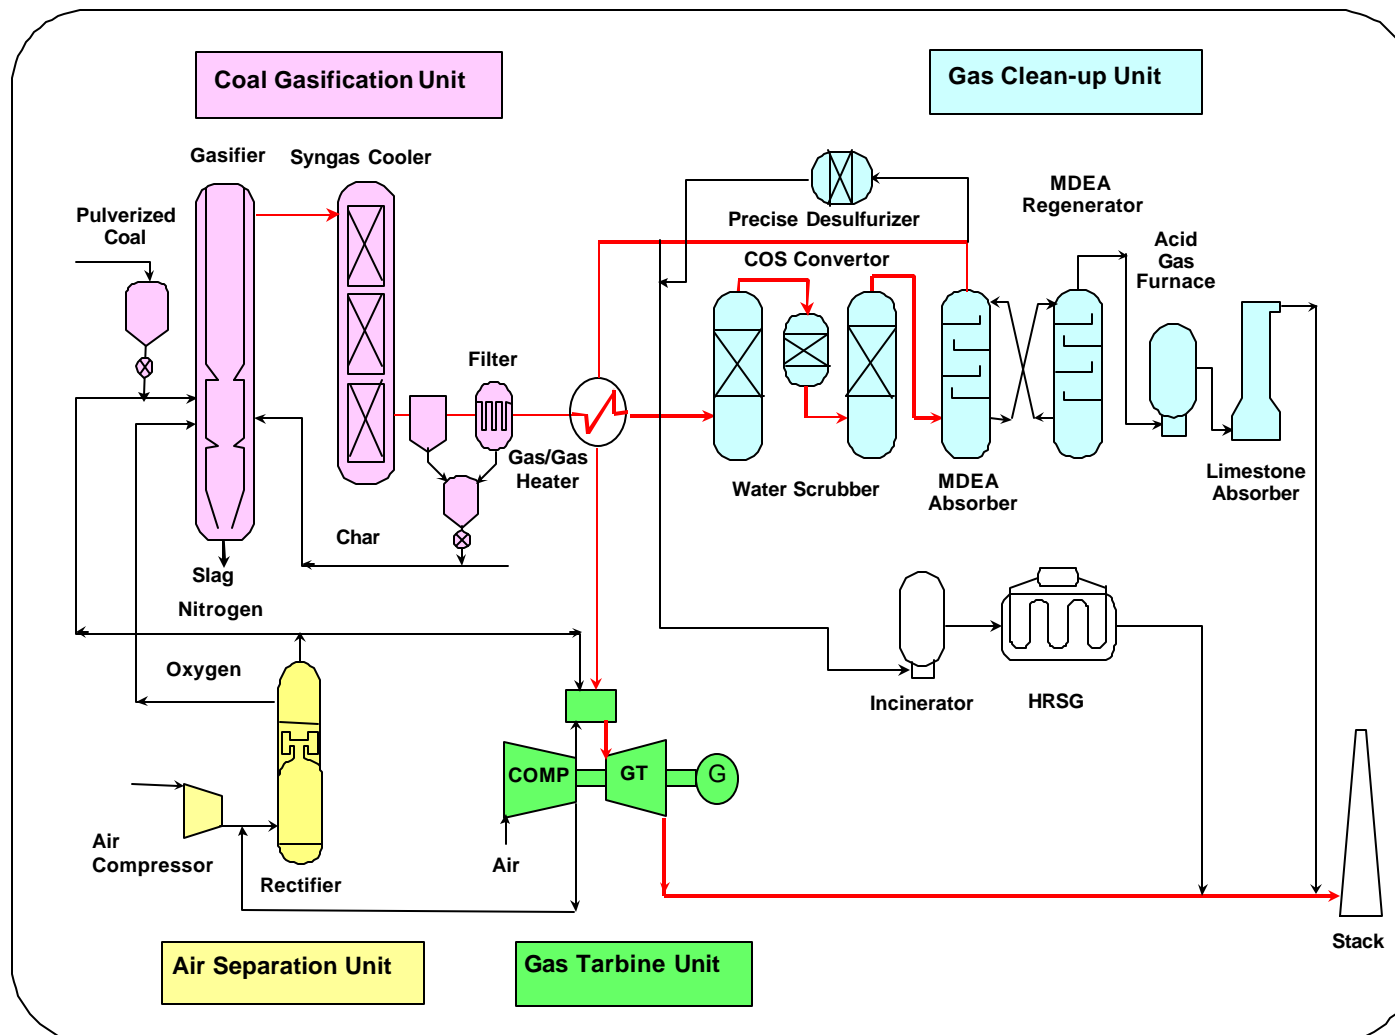 Coal Gasification Unit
Gas Clean-up Unit
Gasifier
Syngas Cooler
Pulverized
Coal
Precise Desulfurizer
COS Convertor
MDEA
Regenerator
Acid
Gas
Furnace
Filter
Gas/Gas
Heater
Water Scrubber
MDEA
Absorber
Limestone
Absorber
Char
Slag
Nitrogen
Oxygen
Incinerator
HRSG
COMP
GT
G
Air
Compressor
Rectifier
Air
Stack
Air Separation Unit
Gas Tarbine Unit